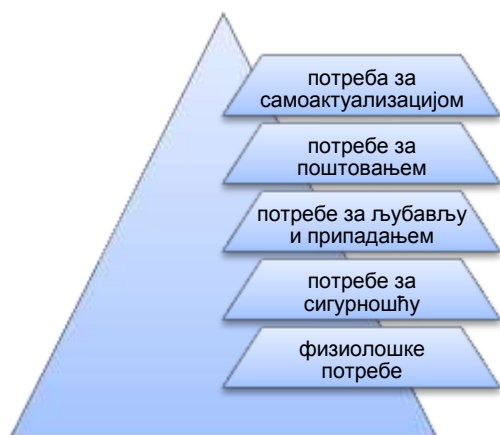 потреба за
самоактуализацијом
потребе за
поштовањем
потребе за љубављу
и припадањем
потребе за
сигурношћу
физиолошке
потребе